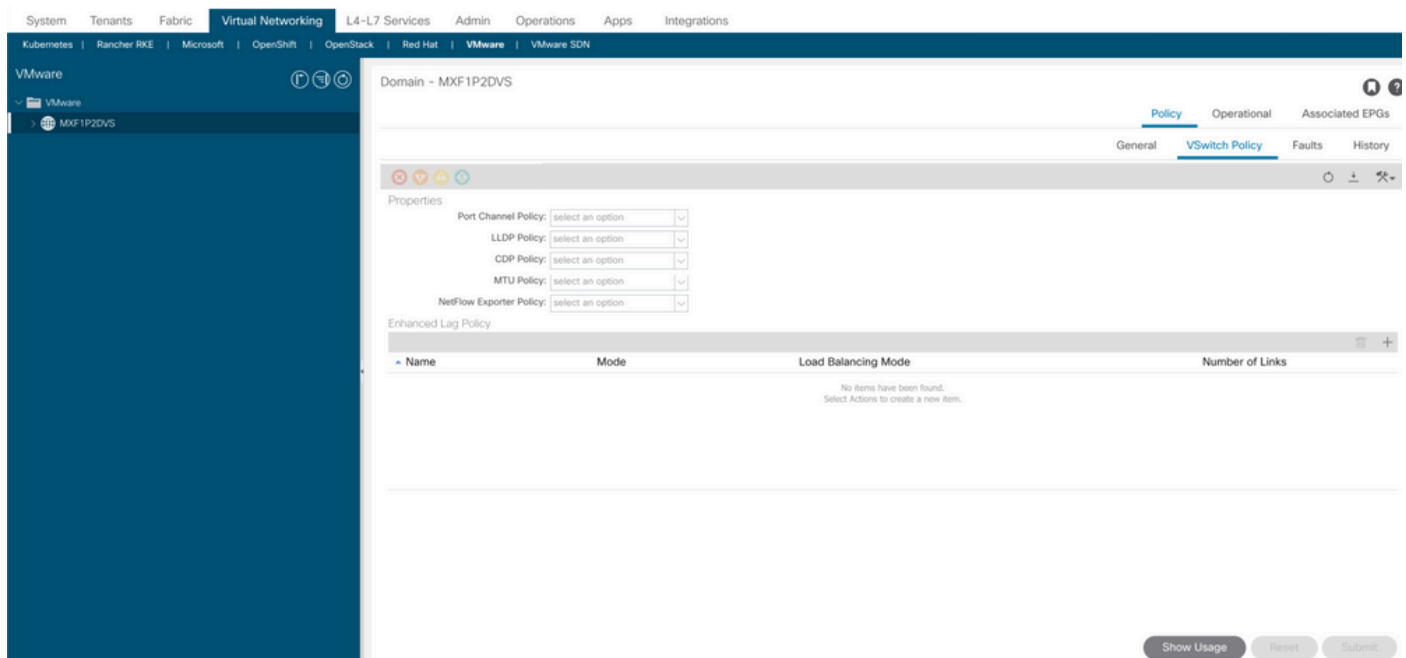 System Tenants Fabric Virtual Networking L4-L7 Services Admin Operations Apps Integrations
Kubernetes | Rancher RKE | Microsoft | OpenShift | OpenStack | Red Hat | VMware | VMware SDN
VMware
VMware
MXF1P2DVS
Domain - MXF1P2DVS
Policy Operational Associated EPGs
General VSwitch Policy Faults History
Properties
Port Channel Policy: select an option
LLDP Policy: select an option
CDP Policy: select an option
MTU Policy: select an option
NetFlow Exporter Policy: select an option
Enhanced Lag Policy
Name Mode Load Balancing Mode Number of Links
No items have been found.
Select Actions to create a new item.
Show Usage Reset Submit